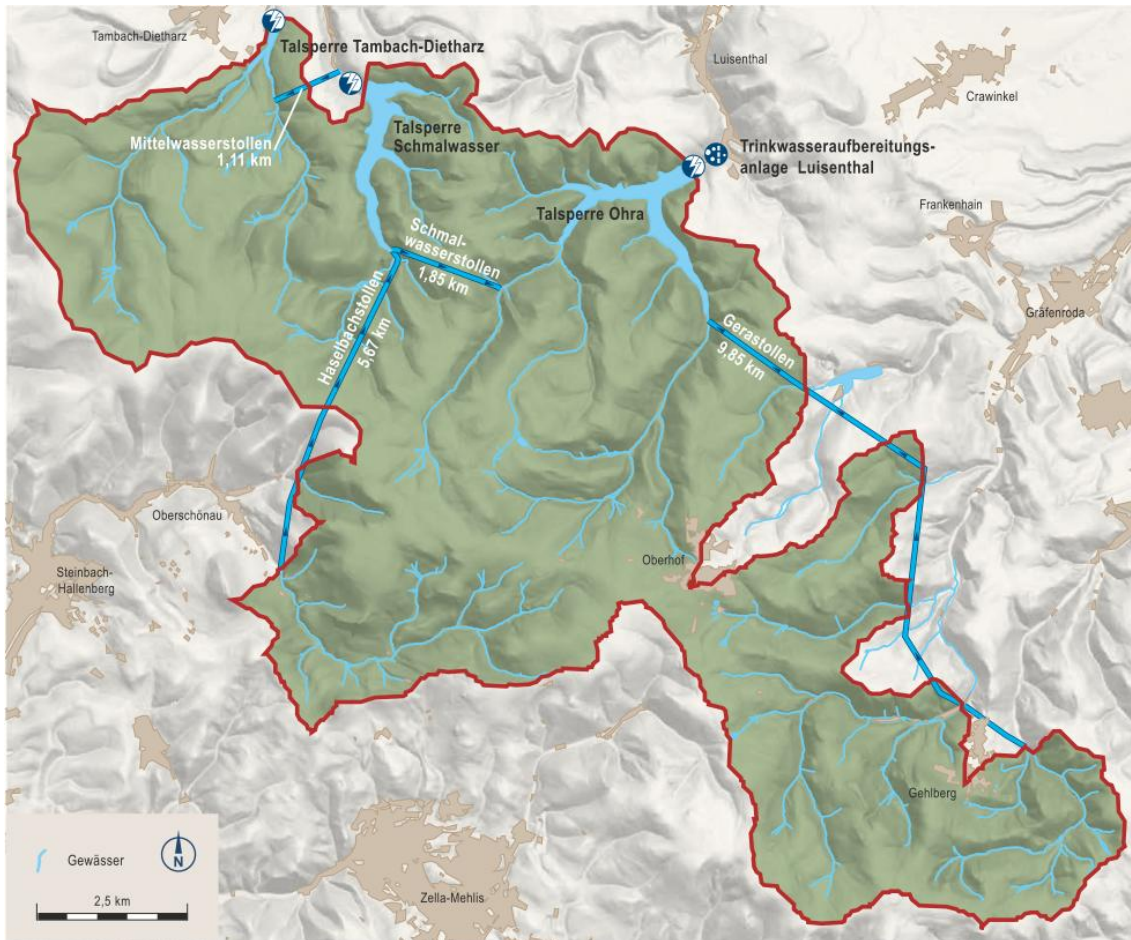 Tambach-Dietharz
Talsperre Tambach-Dietharz
Luisenthal
Crawinkel
Mittelwasserstollen
1,11 km
Talsperre
Schmalwasser
Trinkwasseraufbereitungs-
anlage Luisenthal
Frankenhain
Talsperre Ohra
Schmal-
wasserstollen
1,85 km
Haselbachstollen
5,67 km
Gerastollen
9,85 km
Gräfenroda
Oberschönau
Steinbach-
Hallenberg
Oberhof
Gehlberg
Zella-Mehlis
Gewässer
N
2,5 km